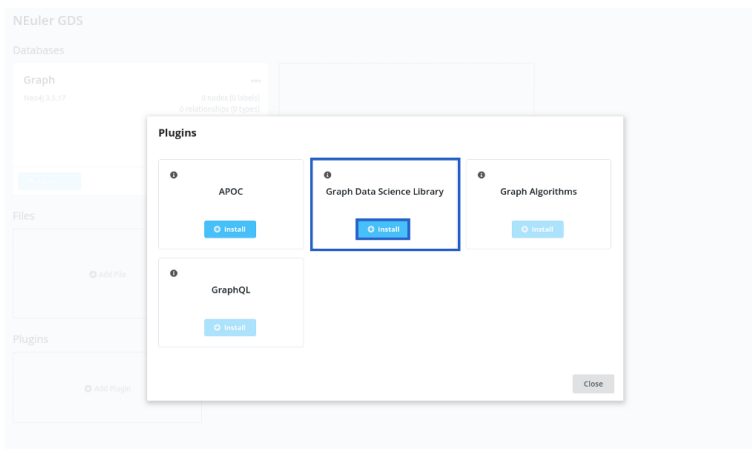 NEuler GDS
Databases
Graph
Neo4j 3.5.17
0 nodes (0 labels)
0 relationships (0 types)
Plugins
APOC
Install
Graph Data Science Library
Install
Graph Algorithms
Install
GraphQL
Install
Close
Files
Add File
Plugins
Add Plugin